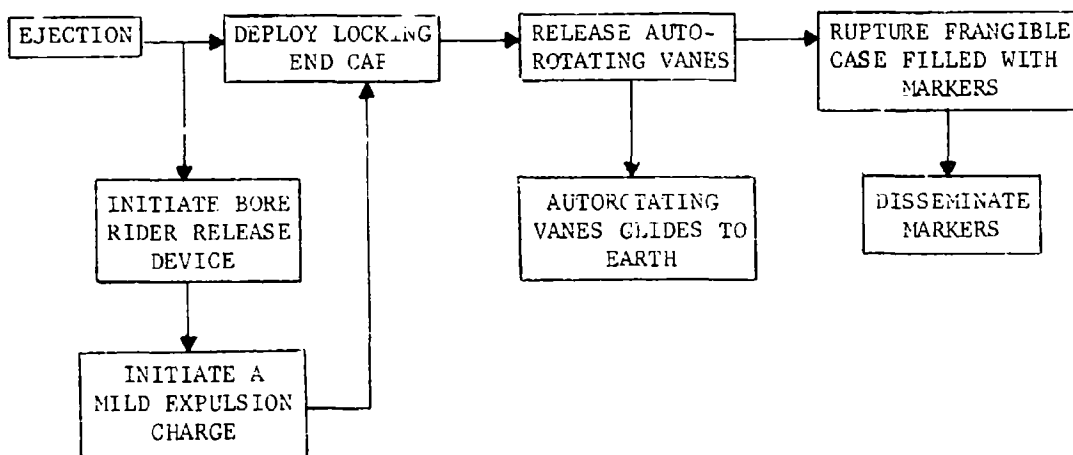 EJECTION
DEPLOY LOCKING
END CAP
RELEASE AUTO-
ROTATING VANES
RUPTURE FRANGIBLE
CASE FILLED WITH
MARKERS
INITIATE BORE
RIDER RELEASE
DEVICE
AUTOROTATING
VANES GLIDES TO
EARTH
DISSEMINATE
MARKERS
INITIATE A
MILD EXPULSION
CHARGE